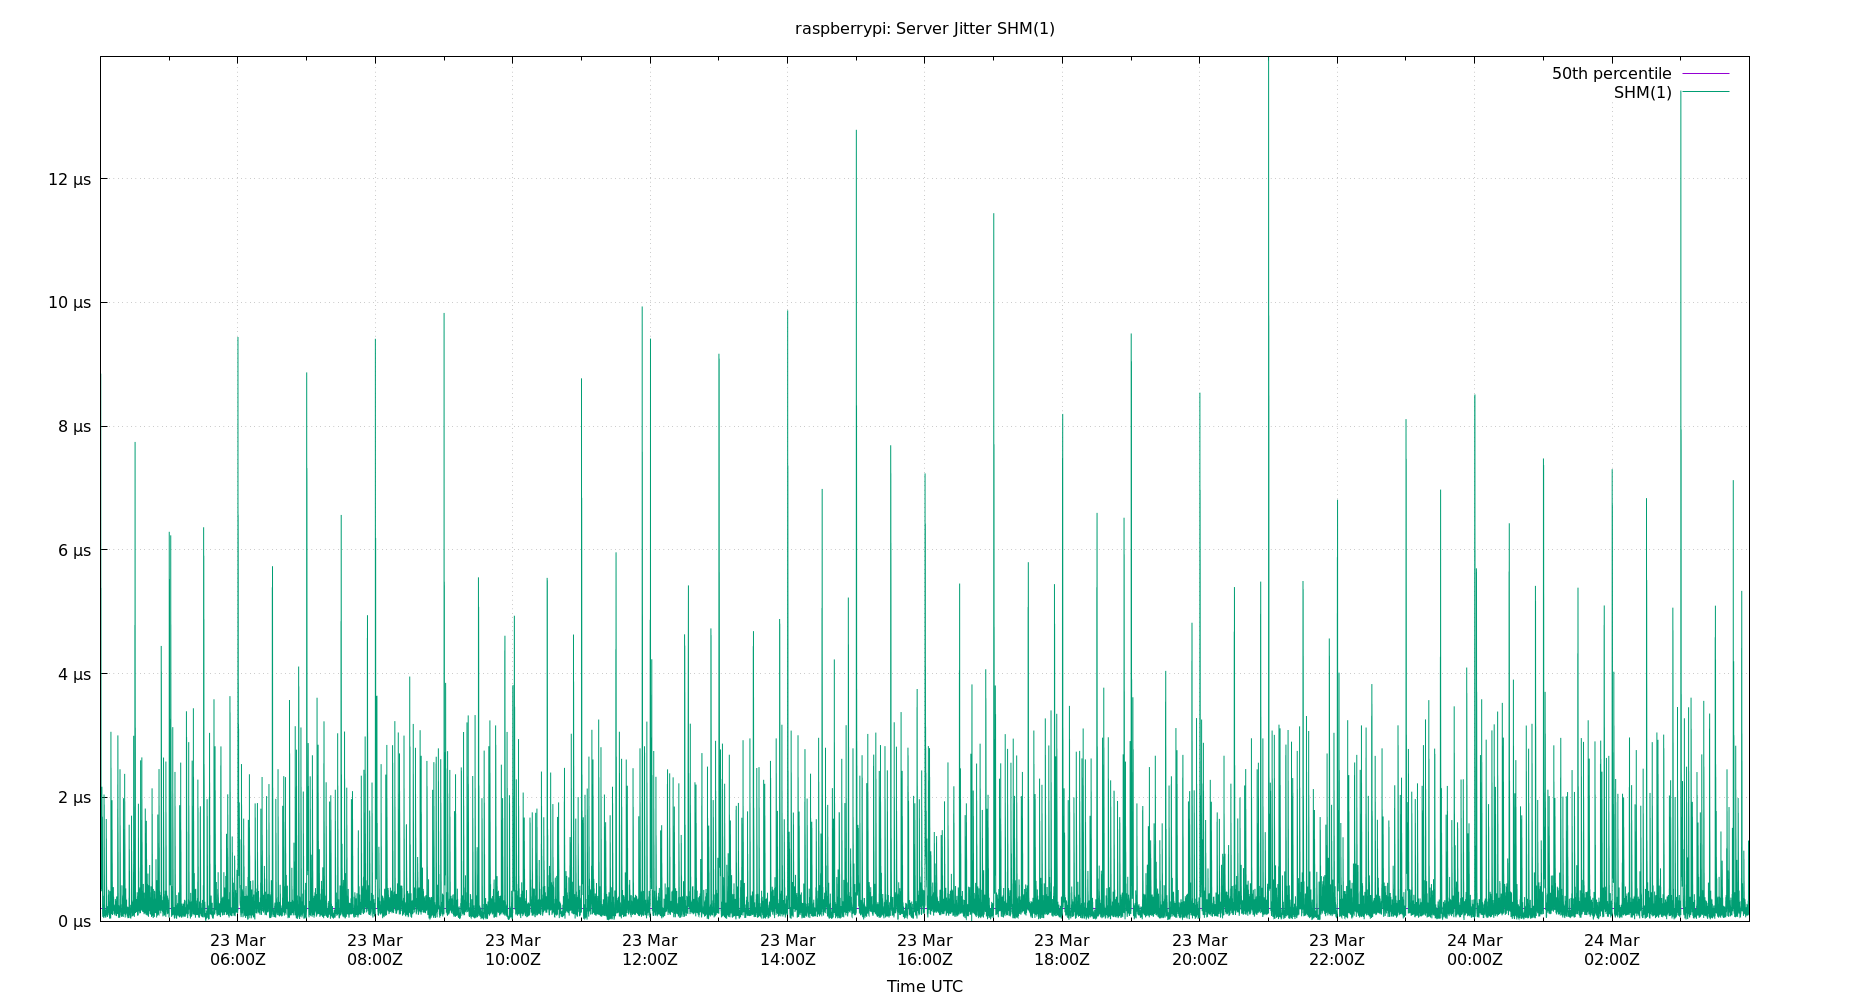 raspberrypi: Server Jitter SHM(1)
50th percentile
SHM(1)
12 µs
10 µs
8 µs
6 µs
4 µs
2 µs
0 µs
23 Mar 23 Mar 23 Mar 23 Mar 23 Mar 23 Mar 23 Mar 23 Mar 23 Mar 24 Mar 24 Mar
06:00Z 08:00Z 10:00Z 12:00Z 14:00Z 16:00Z 18:00Z 20:00Z 22:00Z 00:00Z 02:00Z
Time UTC